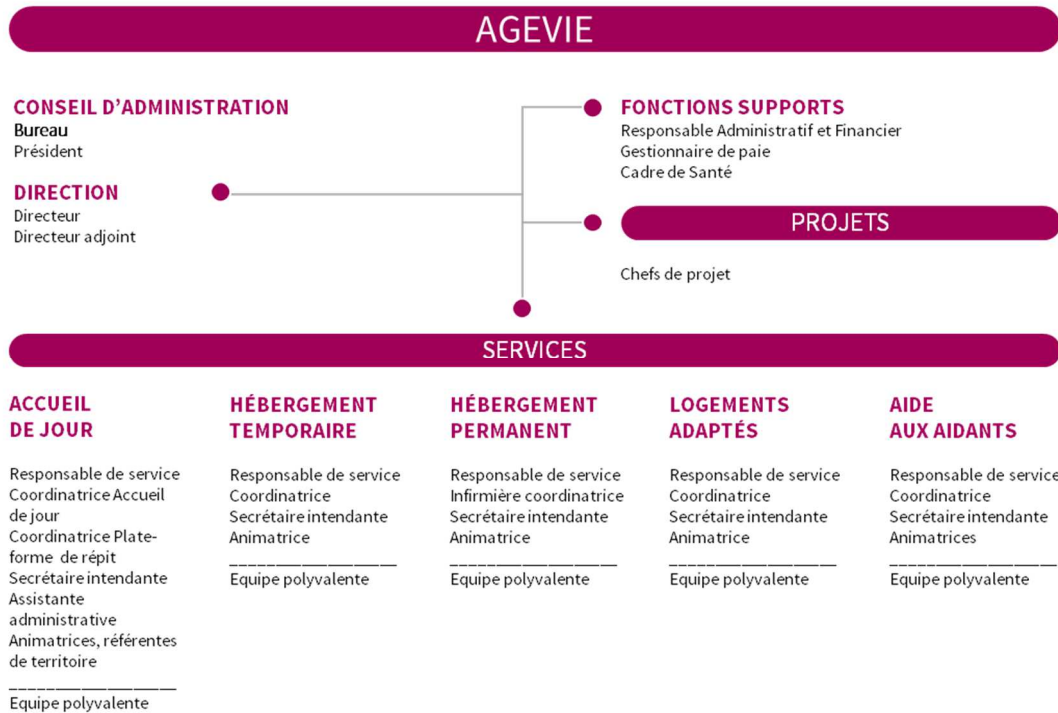 AGEVIE
CONSEIL D'ADMINISTRATION
Bureau
Président
DIRECTION
Directeur
Directeur adjoint
FONCTIONS SUPPORTS
Responsable Administratif et Financier
Gestionnaire de paie
Cadre de Santé
PROJETS
Chefs de projet
SERVICES
ACCUEIL
DE JOUR
Responsable de service
Coordinatrice Accueil
de jour
Coordinatrice Plate-
forme de répit
Secrétaire intendante
Assistante
administrative
Animatrices, référentes
de territoire
Equipe polyvalente
HÉBERGEMENT
TEMPORAIRE
Responsable de service
Coordinatrice
Secrétaire intendante
Animatrice
Equipe polyvalente
HÉBERGEMENT
PERMANENT
Responsable de service
Infirmière coordinatrice
Secrétaire intendante
Animatrice
Equipe polyvalente
LOGEMENTS
ADAPTÉS
Responsable de service
Coordinatrice
Secrétaire intendante
Animatrice
Equipe polyvalente
AIDE
AUX AIDANTS
Responsable de service
Coordinatrice
Secrétaire intendante
Animatrices
Equipe polyvalente